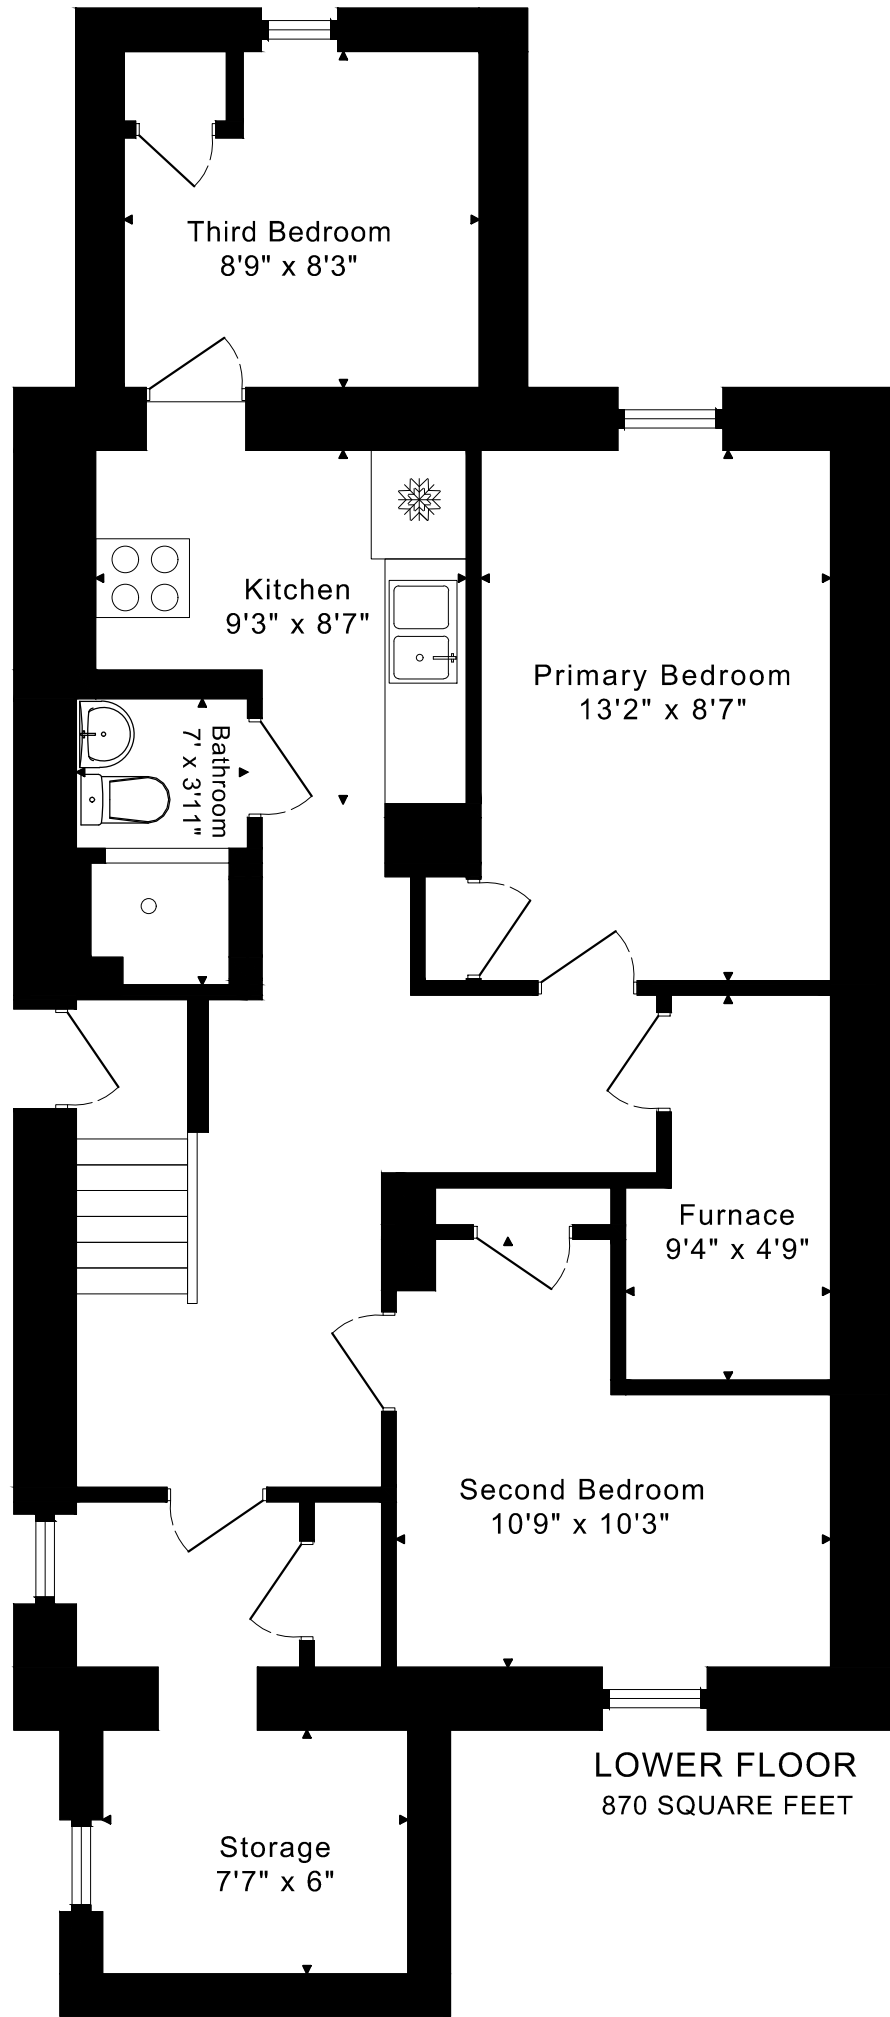 Third Bedroom
8'9" x 8'3"
Kitchen
9'3" x 8'7"
Primary Bedroom
13'2" x 8'7"
Bathroom
7' x 3'11"
Furnace
9'4" x 4'9"
Second Bedroom
10'9" x 10'3"
LOWER FLOOR
870 SQUARE FEET
Storage
7'7" x 6"